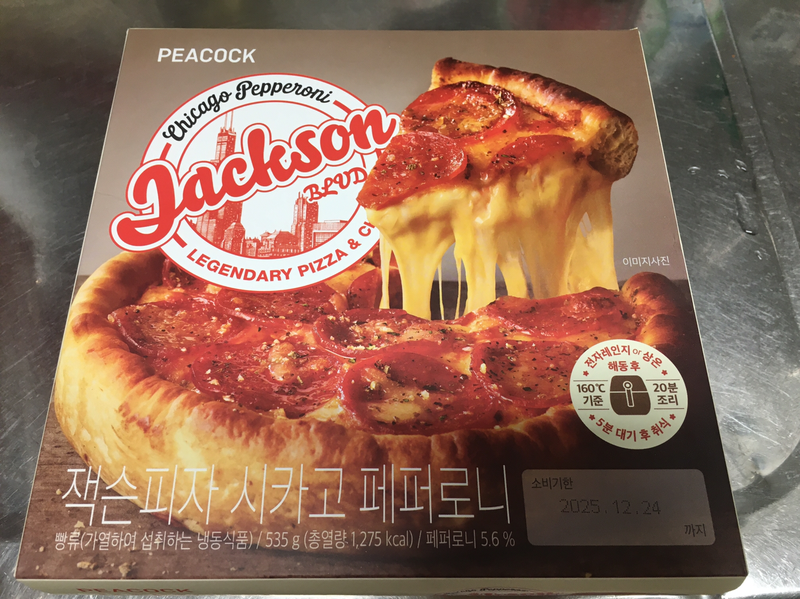 PEACOCK
Chicago Pepperoni
Jackson
BLVD
LEGENDARY PIZZA &
이미지사진
전자레인지 or 상온
해동 후
160℃ 기준
20분 조리
5분 대기 후 취식
잭슨피자 시카고 페퍼로니
빵류(가열하여 섭취하는 냉동식품) / 535 g (총열량 1,275 kcal) / 페퍼로니 5.6 %
소비기한
2025.12.24
까지
PEACOCK